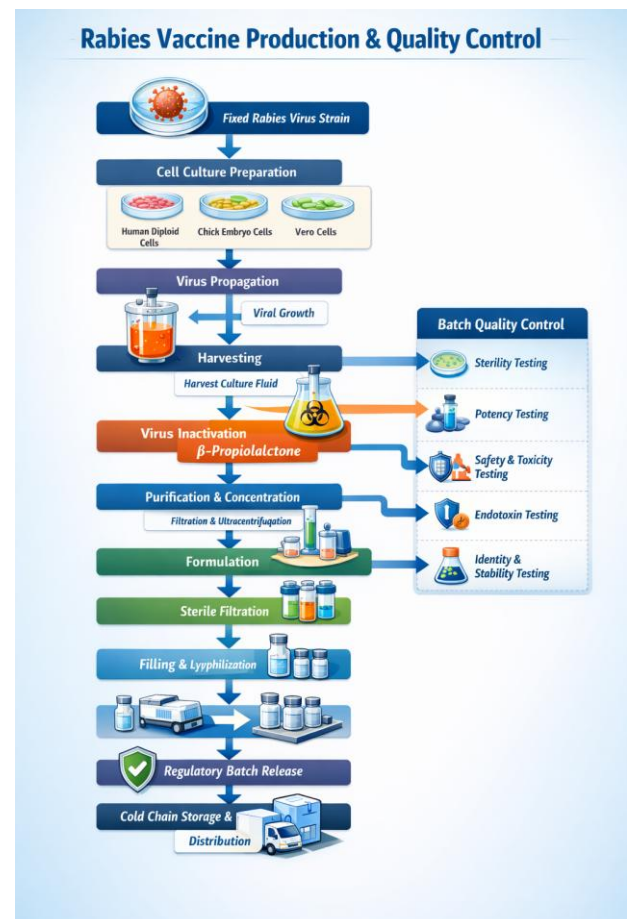 Rabies Vaccine Production & Quality Control
Fixed Rabies Virus Strain
Cell Culture Preparation
Human Diploid
Cells
Chick Embryo Cells
Vero Cells
Virus Propagation
Viral Growth
Harvesting
Harvest Culture Fluid
Virus Inactivation
β-Propiolalctone
Purification & Concentration
Filtration & Ultracentrifuqation
Formulation
Sterile Filtration
Filling & Lyyphilization
Regulatory Batch Release
Cold Chain Storage &
Distribution
Batch Quality Control
Sterility Testing
Potency Testing
Safety & Toxicity
Testing
Endotoxin Testing
Identity &
Stability Testing